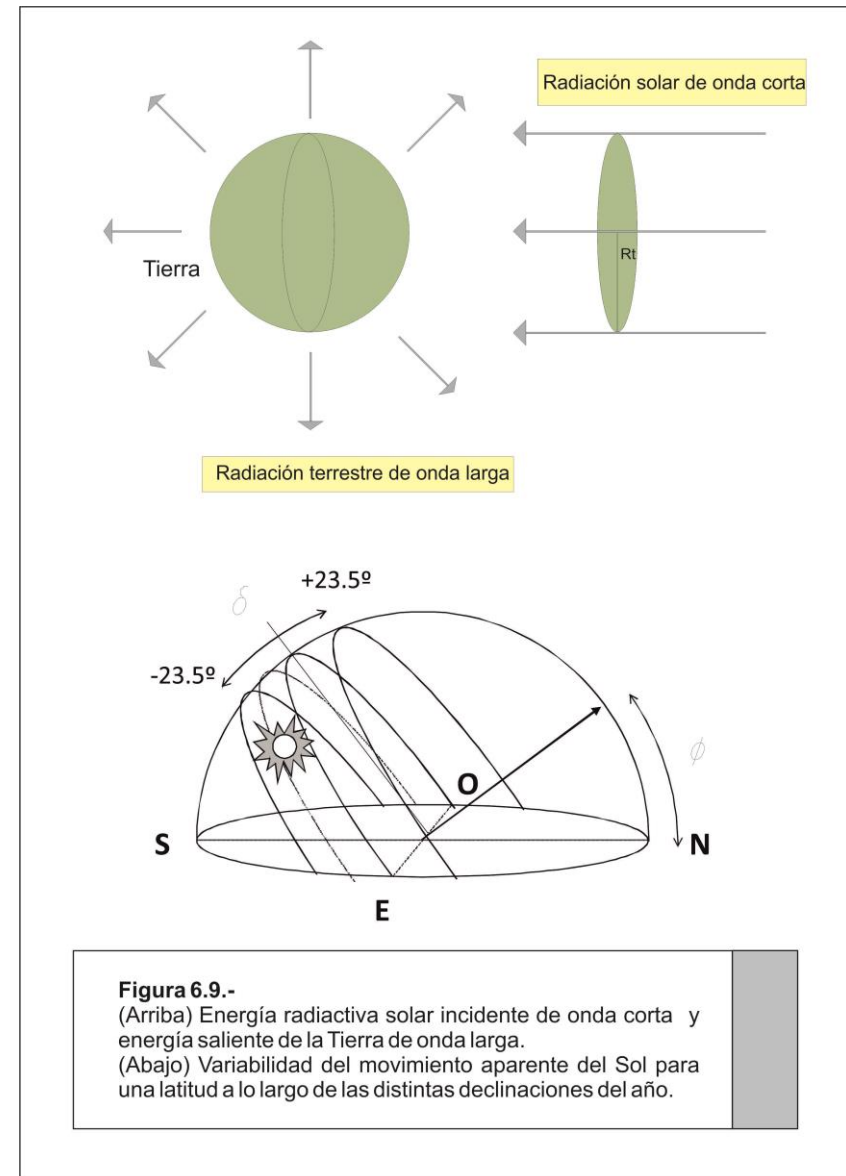 Radiación solar de onda corta
Rt
Tierra
Radiación terrestre de onda larga
δ
+23.5º
-23.5º
ϕ
O
S
N
E
Figura 6.9.-
(Arriba) Energía radiactiva solar incidente de onda corta y
energía saliente de la Tierra de onda larga.
(Abajo) Variabilidad del movimiento aparente del Sol para
una latitud a lo largo de las distintas declinaciones del año.